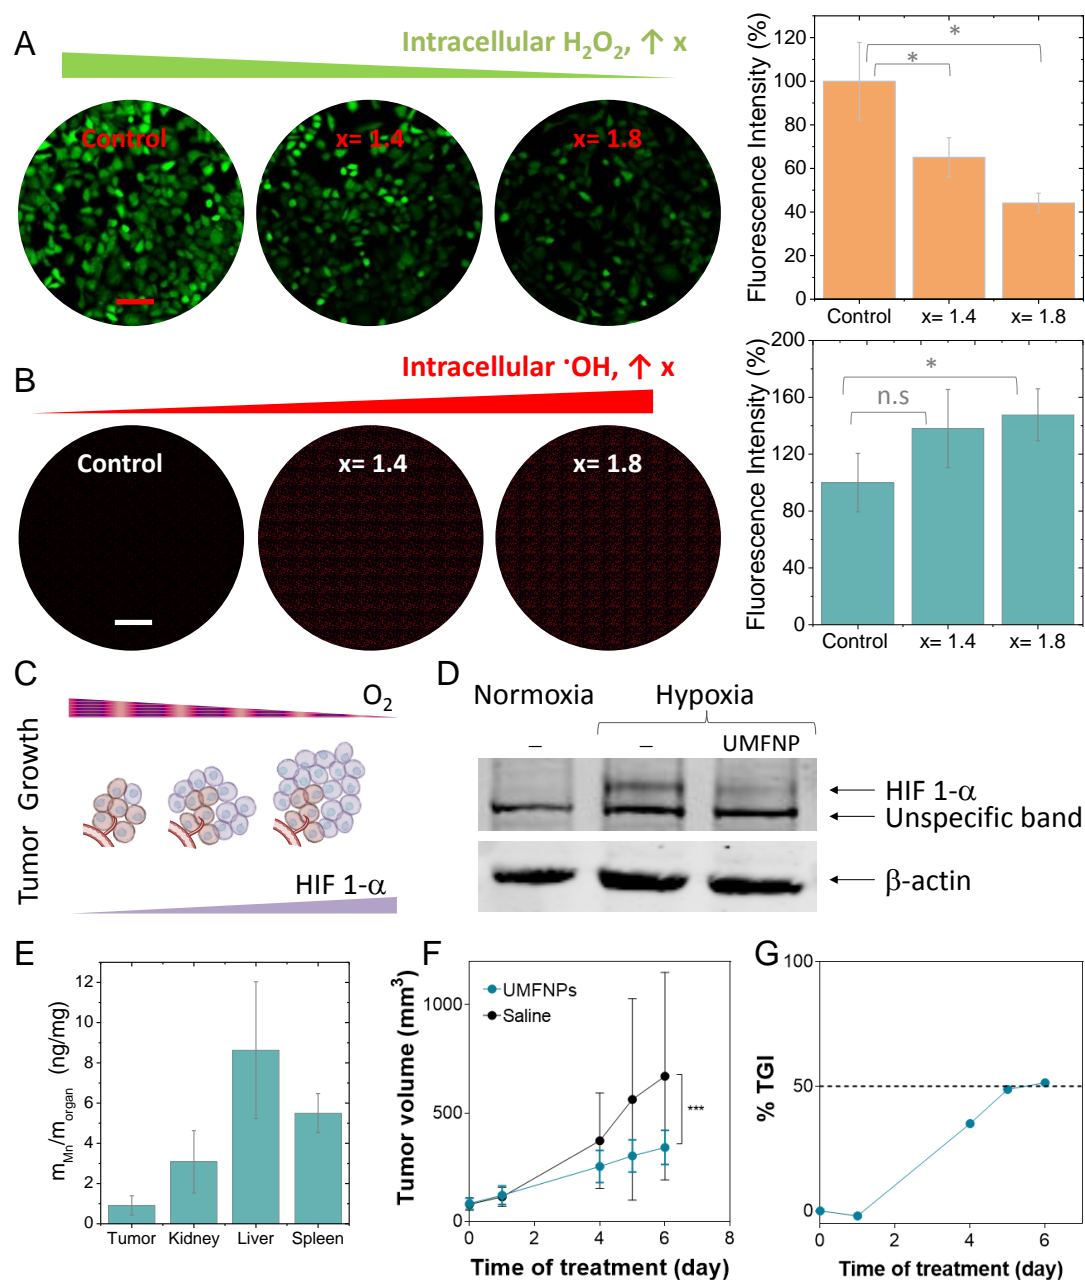 A
Intracellular H₂O₂, ↑ x
Control
x= 1.4
x= 1.8
Fluorescence Intensity (%)
120
100
80
60
40
20
0
*
*
Control
x= 1.4
x= 1.8
B
Intracellular ·OH, ↑ x
Control
x= 1.4
x= 1.8
Fluorescence Intensity (%)
200
160
120
80
40
0
*
n.s
Control
x= 1.4
x= 1.8
C
Tumor Growth
O₂
HIF 1-α
D
Normoxia
Hypoxia
–
–
UMFNP
HIF 1-α
Unspecific band
β-actin
E
m_Mn/m_organ (ng/mg)
12
10
8
6
4
2
0
Tumor
Kidney
Liver
Spleen
F
Tumor volume (mm³)
1000
500
0
UMFNPs
Saline
***
0
2
4
6
8
Time of treatment (day)
G
% TGI
100
50
0
0
2
4
6
Time of treatment (day)